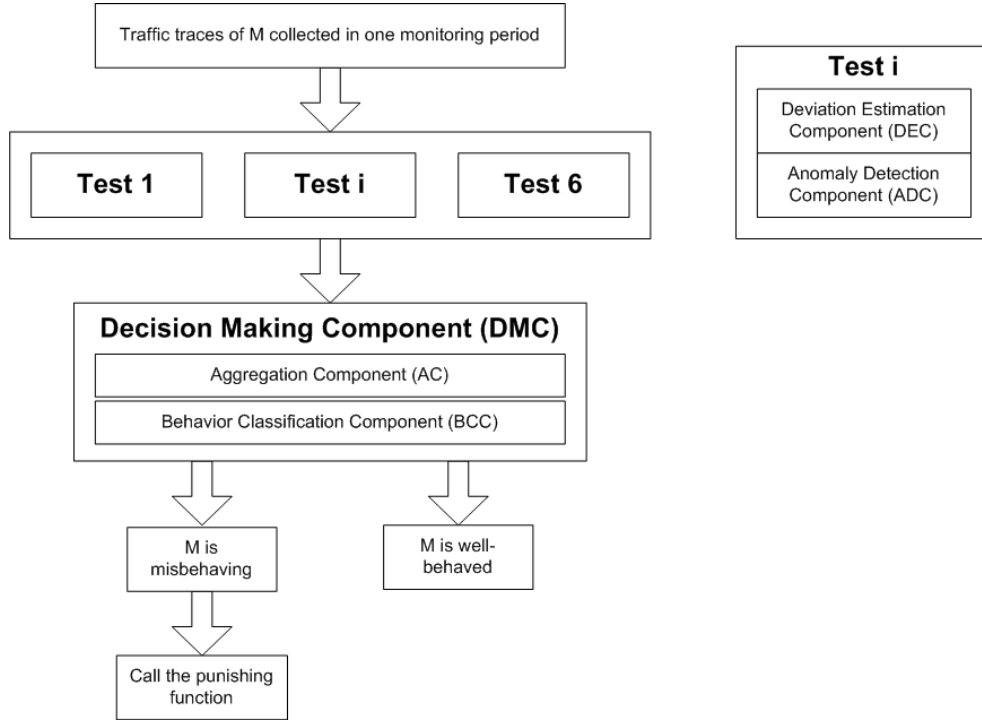 Traffic traces of M collected in one monitoring period
Test 1
Test i
Test 6
Test i
Deviation Estimation
Component (DEC)
Anomaly Detection
Component (ADC)
Decision Making Component (DMC)
Aggregation Component (AC)
Behavior Classification Component (BCC)
M is
misbehaving
M is well-
behaved
Call the punishing
function